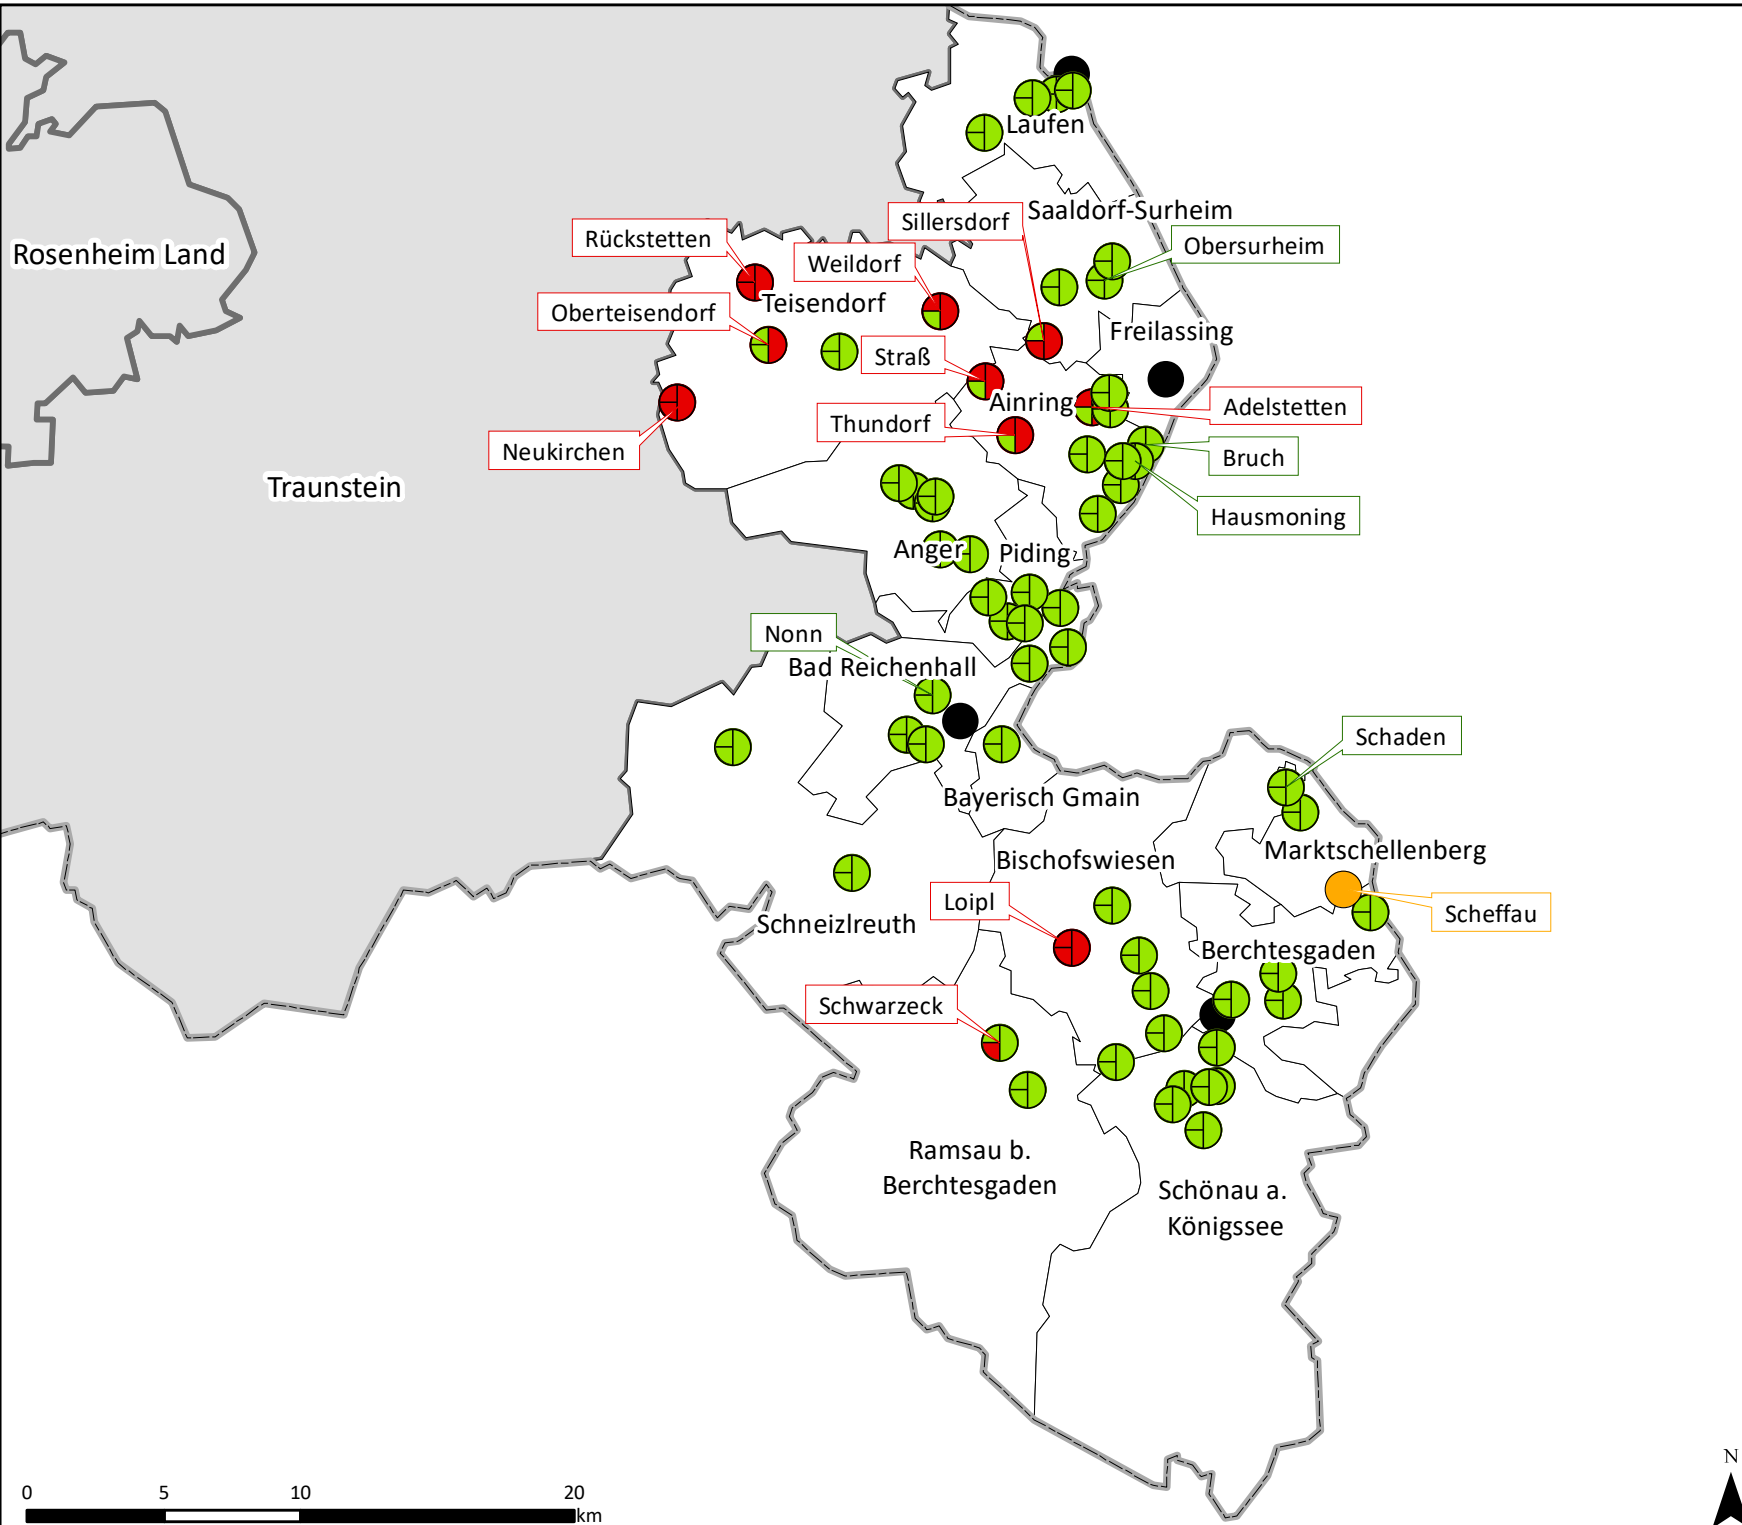 Laufen
Saaldorf-Surheim
Sillersdorf
Rückstetten
Obersurheim
Rosenheim Land
Weildorf
Teisendorf
Oberteisendorf
Freilassing
Straß
Ainring
Adelstetten
Thundorf
Neukirchen
Bruch
Traunstein
Hausmoning
Anger
Piding
Nonn
Bad Reichenhall
Schaden
Bayerisch Gmain
Marktschellenberg
Bischofswiesen
Loipl
Scheffau
Schneizlreuth
Berchtesgaden
Schwarzeck
Ramsau b.
Berchtesgaden
Schönau a.
Königssee
N
0 5 10 20
km